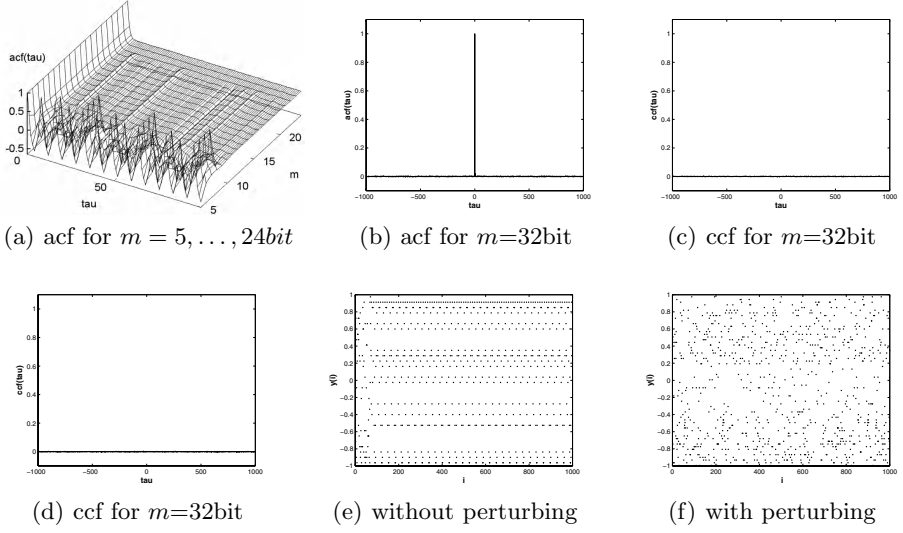 acf(tau)
1
0.5
0
-0.5
0
50
tau
5
10
15
20
m
(a) acf for m = 5, . . . , 24bit
acf(tau)
1
0.8
0.6
0.4
0.2
0
−1000 −500 0 500 1000
tau
(b) acf for m=32bit
ccf(tau)
1
0.8
0.6
0.4
0.2
0
−1000 −500 0 500 1000
tau
(c) ccf for m=32bit
ccf(tau)
1
0.8
0.6
0.4
0.2
0
−1000 −500 0 500 1000
tau
(d) ccf for m=32bit
y(i)
1
0.8
0.6
0.4
0.2
0
−0.2
−0.4
−0.6
−0.8
−1
0 200 400 600 800 1000
i
(e) without perturbing
y(i)
1
0.8
0.6
0.4
0.2
0
−0.2
−0.4
−0.6
−0.8
−1
0 200 400 600 800 1000
i
(f) with perturbing